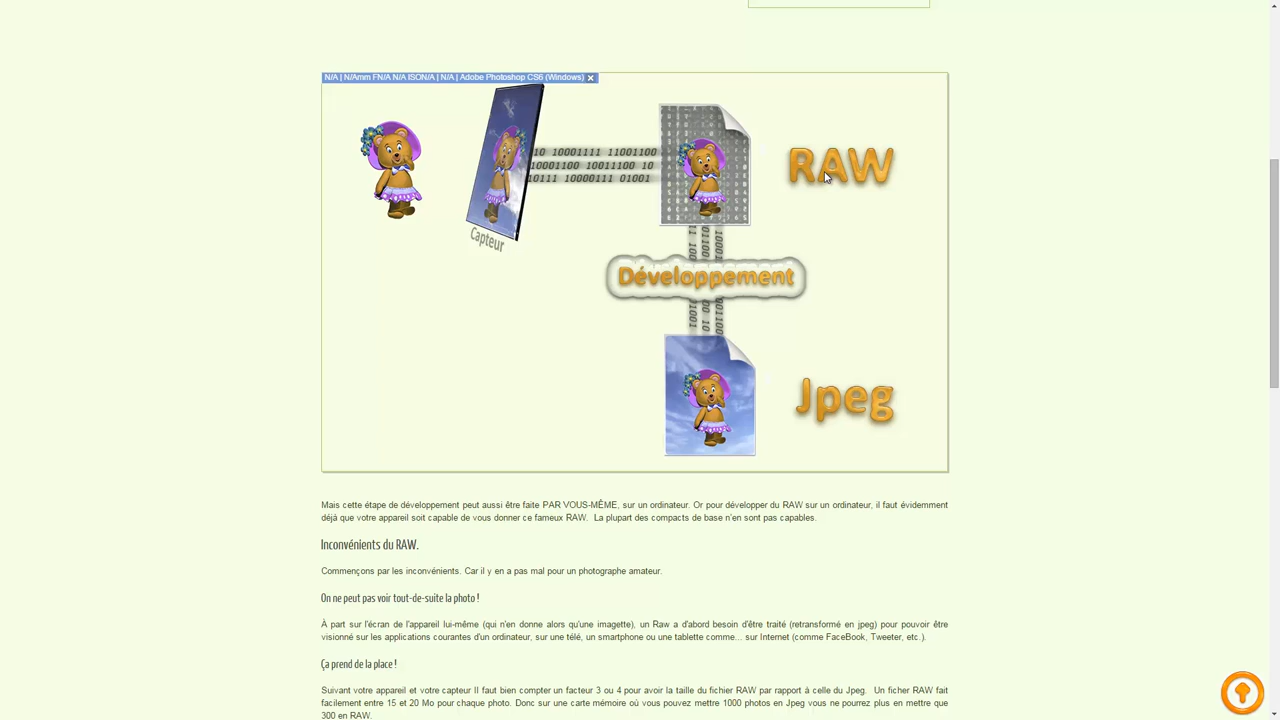 N/A | N/Amm FN/A N/A ISON/A | N/A | Adobe Photoshop CS6 (Windows)
10 10001111 11001100
10001100 10011100 10
10111 10000111 01001
RAW
Capteur
Développement
Jpeg
Mais cette étape de développement peut aussi être faite PAR VOUS-MÊME, sur un ordinateur. Or pour développer du RAW sur un ordinateur, il faut évidemment
déjà que votre appareil soit capable de vous donner ce fameux RAW. La plupart des compacts de base n'en sont pas capables.
Inconvénients du RAW.
Commençons par les inconvénients. Car il y en a pas mal pour un photographe amateur.
On ne peut pas voir tout-de-suite la photo !
À part sur l'écran de l'appareil lui-même (qui n'en donne alors qu'une imagette), un Raw a d'abord besoin d'être traité (retransformé en jpeg) pour pouvoir être
visionné sur les applications courantes d'un ordinateur, sur une télé, un smartphone ou une tablette comme... sur Internet (comme FaceBook, Tweeter, etc.).
Ça prend de la place !
Suivant votre appareil et votre capteur Il faut bien compter un facteur 3 ou 4 pour avoir la taille du fichier RAW par rapport à celle du Jpeg. Un ficher RAW fait
facilement entre 15 et 20 Mo pour chaque photo. Donc sur une carte mémoire où vous pouvez mettre 1000 photos en Jpeg vous ne pourrez plus en mettre que
300 en RAW.